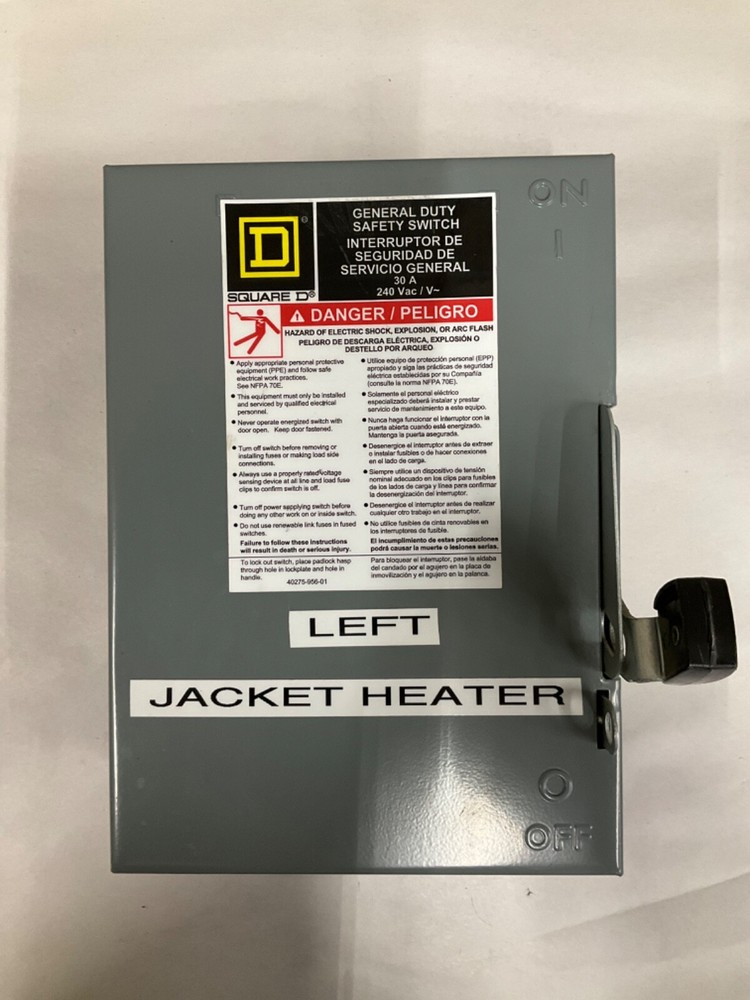 ON
I
GENERAL DUTY
SAFETY SWITCH
INTERRUPTOR DE
SEGURIDAD DE
SERVICIO GENERAL
30 A
240 Vac / V~
D
®
SQUARE D®
DANGER / PELIGRO
HAZARD OF ELECTRIC SHOCK, EXPLOSION, OR ARC FLASH
PELIGRO DE DESCARGA ELÉCTRICA, EXPLOSIÓN O
DESTELLO POR ARQUEO
• Apply appropriate personal protective
equipment (PPE) and follow safe
electrical work practices.
See NFPA 70E.
• This equipment must only be installed
and serviced by qualified electrical
personnel.
• Never operate energized switch with
door open. Keep door fastened.
• Turn off switch before removing or
installing fuses or making load side
connections.
• Always use a properly rated voltage
sensing device at all line and load fuse
clips to confirm switch is off.
• Turn off power supplying switch before
doing any other work on or inside switch.
• Do not use renewable link fuses in fused
switches.
Failure to follow these instructions
will result in death or serious injury.
• Utilice equipo de protección personal (EPP)
apropiado y siga las prácticas de seguridad
eléctrica establecidas por su Compañía
(consulte la norma NFPA 70E).
• Solamente el personal eléctrico
especializado deberá instalar y prestar
servicio de mantenimiento a este equipo.
• Nunca haga funcionar el interruptor con la
puerta abierta cuando esté energizado.
Mantenga la puerta asegurada.
• Desenergice el interruptor antes de extraer
o instalar fusibles o de hacer conexiones
en el lado de carga.
• Siempre utilice un dispositivo de tensión
nominal adecuado en los clips para fusibles
de los lados de carga y línea para confirmar
la desenergización del interruptor.
• Desenergice el interruptor antes de realizar
cualquier otro trabajo en el interruptor.
• No utilice fusibles de cinta renovables en
los interruptores de fusible.
El incumplimiento de estas precauciones
podrá causar la muerte o lesiones serias.
To lock out switch, place padlock hasp
through hole in lockplate and hole in
handle.
40275-956-01
Para bloquear el interruptor, pase la aldaba
del candado por el agujero en la placa de
inmovilización y el agujero en la palanca.
LEFT
JACKET HEATER
O
OFF